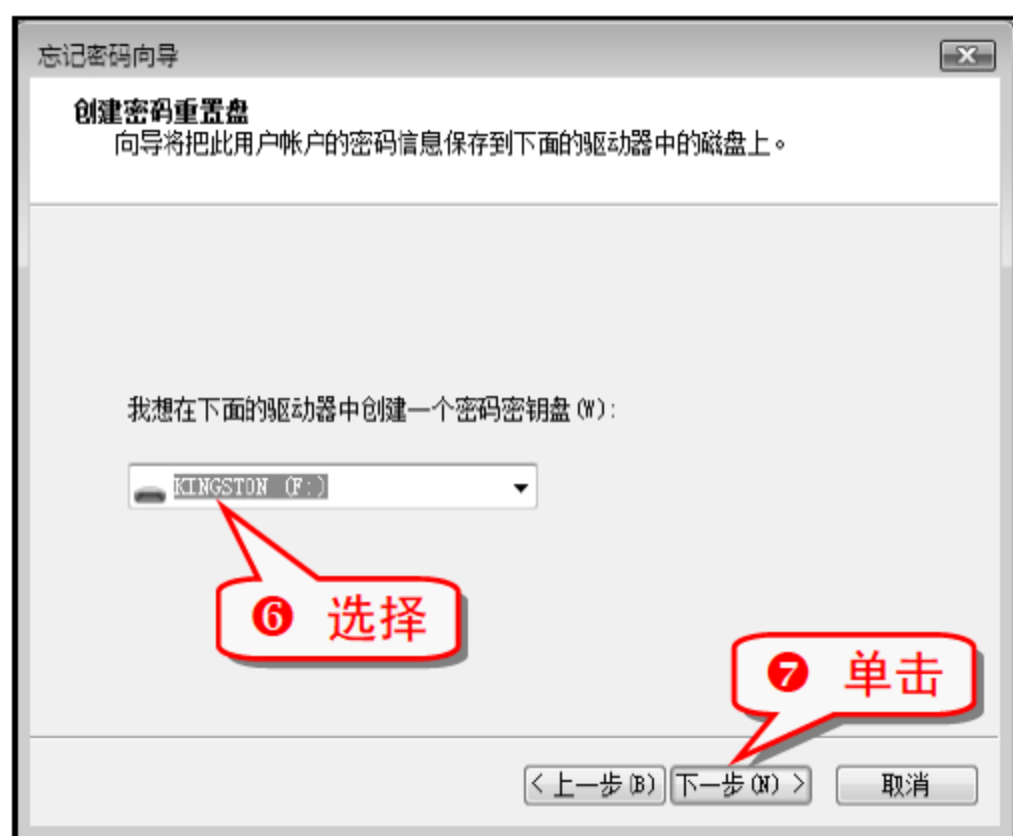 忘记密码向导
创建密码重置盘
向导将把此用户帐户的密码信息保存到下面的驱动器中的磁盘上。
我想在下面的驱动器中创建一个密码密钥盘(W):
KINGSTON (F:)
❻ 选择
❼ 单击
<上一步(B) 下一步(N) > 取消